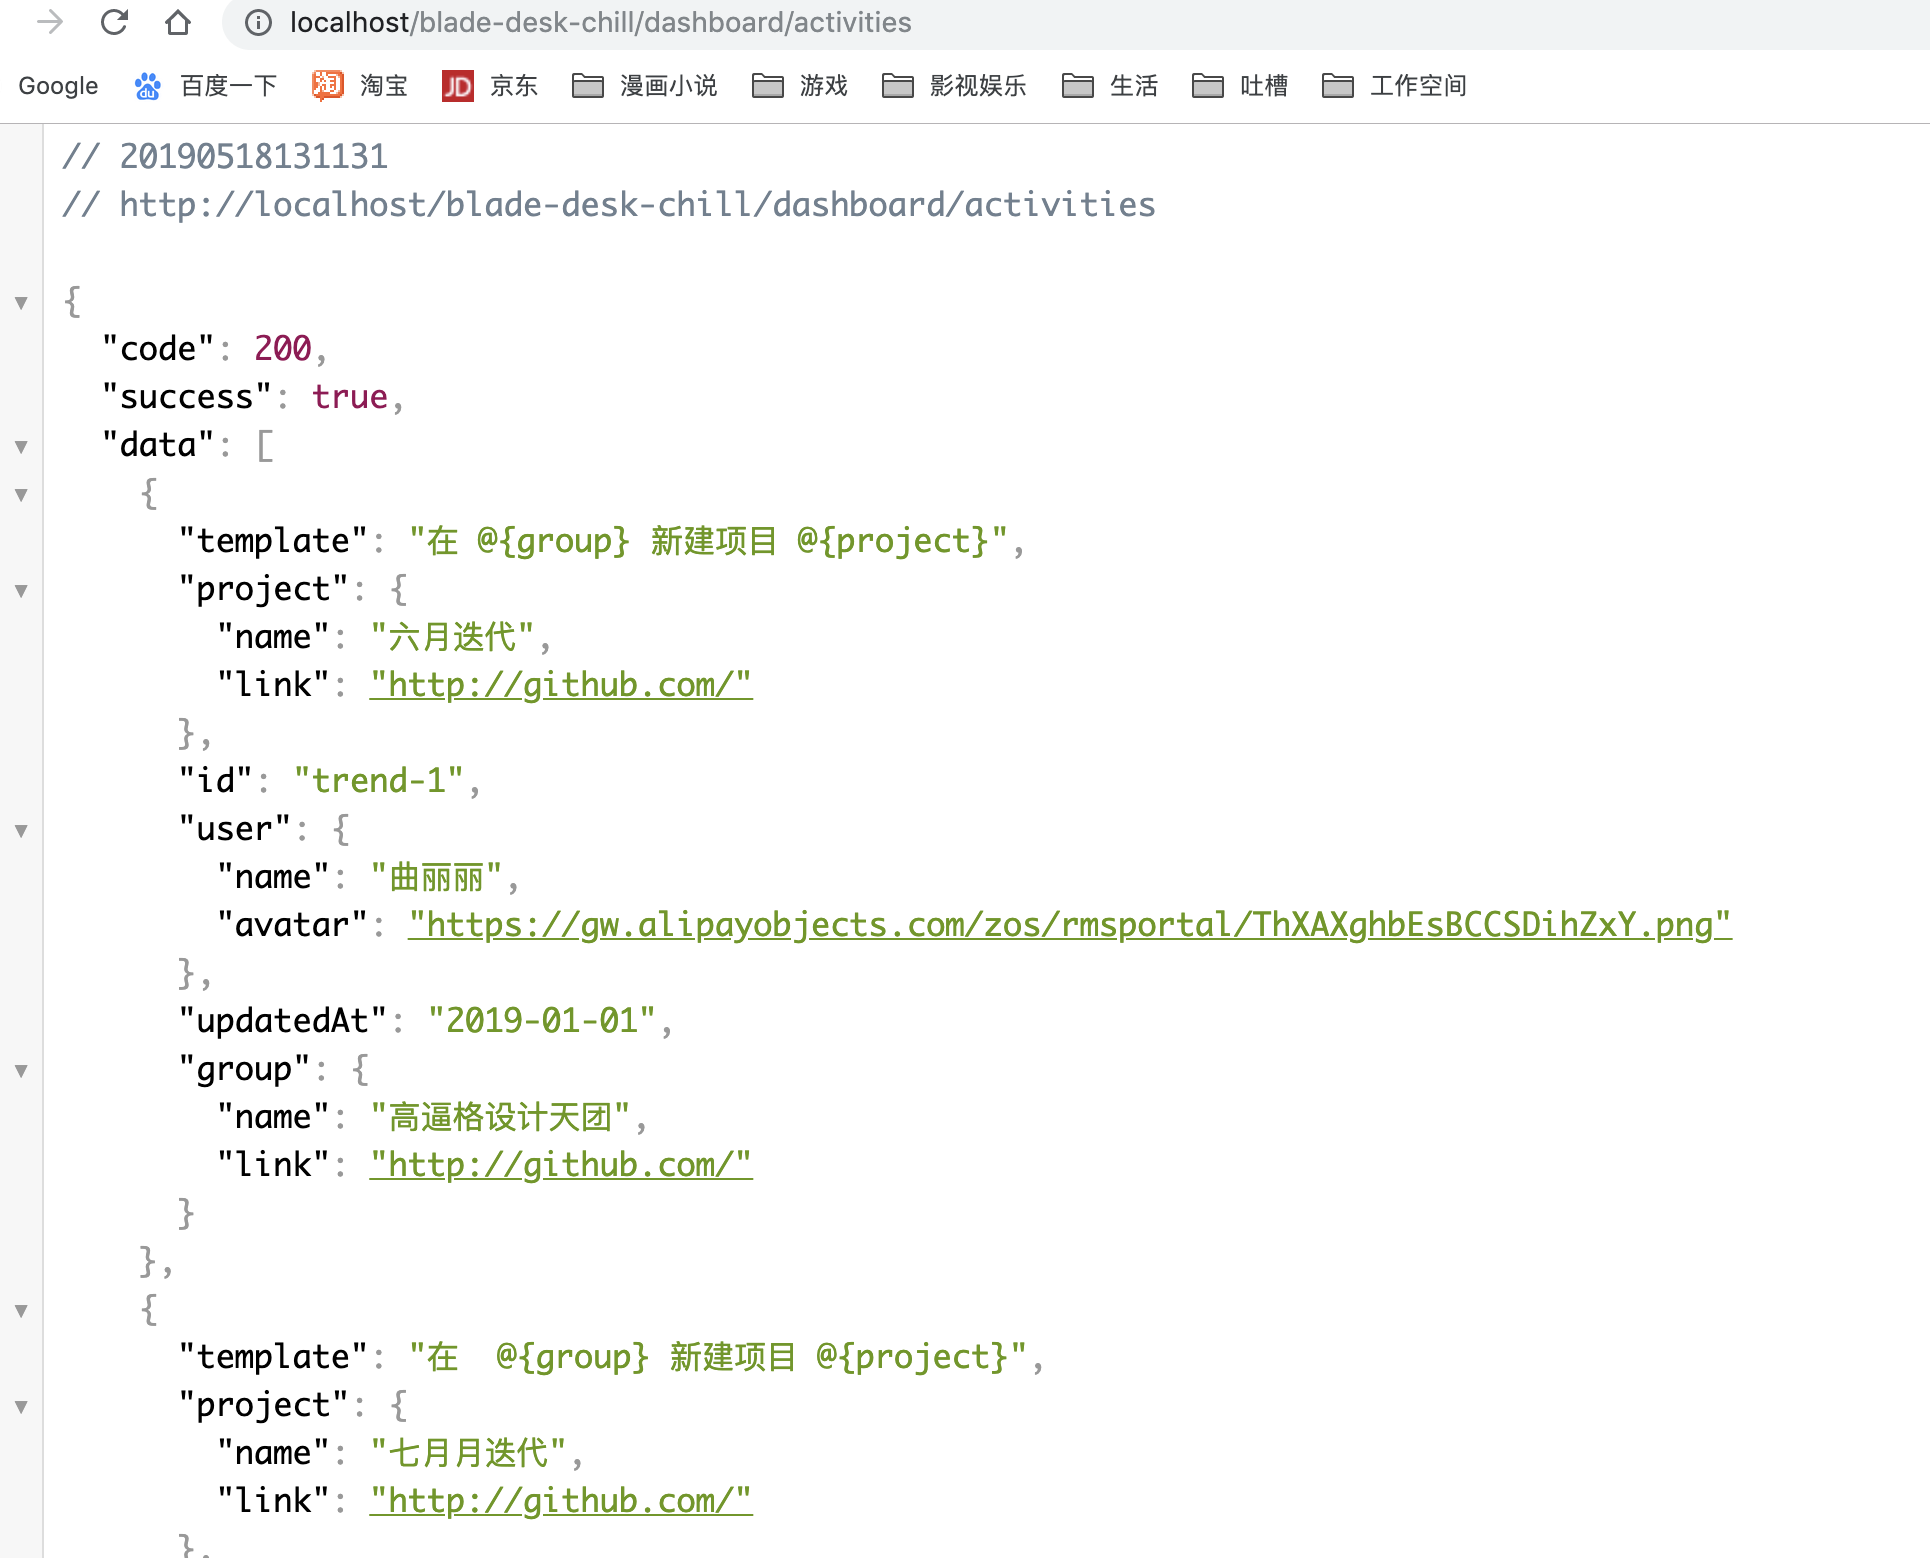 localhost/blade-desk-chill/dashboard/activities
Google 百度一下 淘 淘宝 JD 京东 漫画小说 游戏 影视娱乐 生活 吐槽 工作空间
// 20190518131131
// http://localhost/blade-desk-chill/dashboard/activities
{
"code": 200,
"success": true,
"data": [
{
"template": "在 @{group} 新建项目 @{project}",
"project": {
"name": "六月迭代",
"link": "http://github.com/"
},
"id": "trend-1",
"user": {
"name": "曲丽丽",
"avatar": "https://gw.alipayobjects.com/zos/rmsportal/ThXAXghbEsBCCSDihZxY.png"
},
"updatedAt": "2019-01-01",
"group": {
"name": "高逼格设计天团",
"link": "http://github.com/"
}
},
{
"template": "在  @{group} 新建项目 @{project}",
"project": {
"name": "七月月迭代",
"link": "http://github.com/"
},